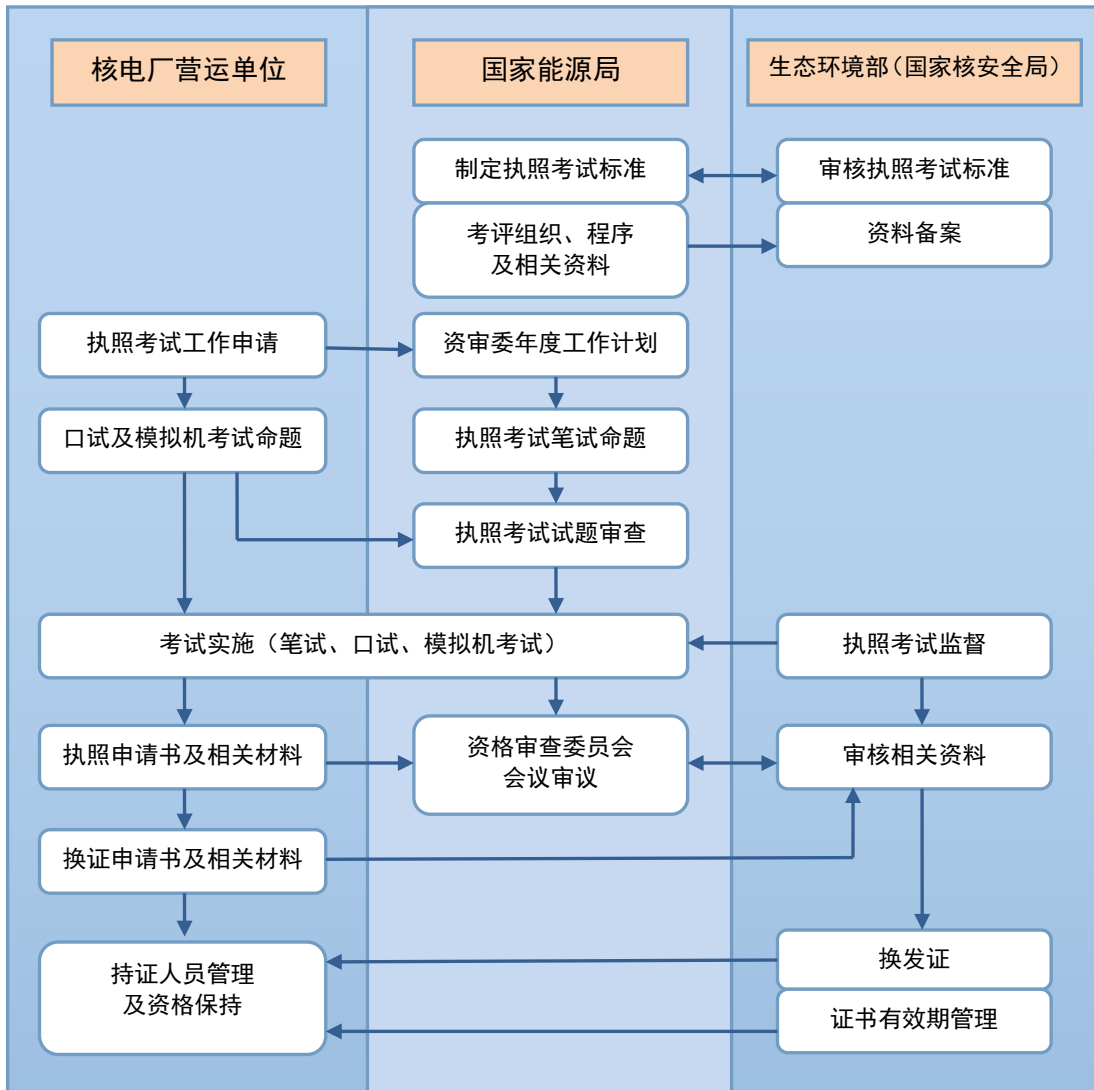 核电厂营运单位
国家能源局
生态环境部（国家核安全局）
制定执照考试标准
审核执照考试标准
考评组织、程序
及相关资料
资料备案
执照考试工作申请
资审委年度工作计划
口试及模拟机考试命题
执照考试笔试命题
执照考试试题审查
考试实施（笔试、口试、模拟机考试）
执照考试监督
执照申请书及相关材料
资格审查委员会
会议审议
审核相关资料
换证申请书及相关材料
持证人员管理
及资格保持
换发证
证书有效期管理